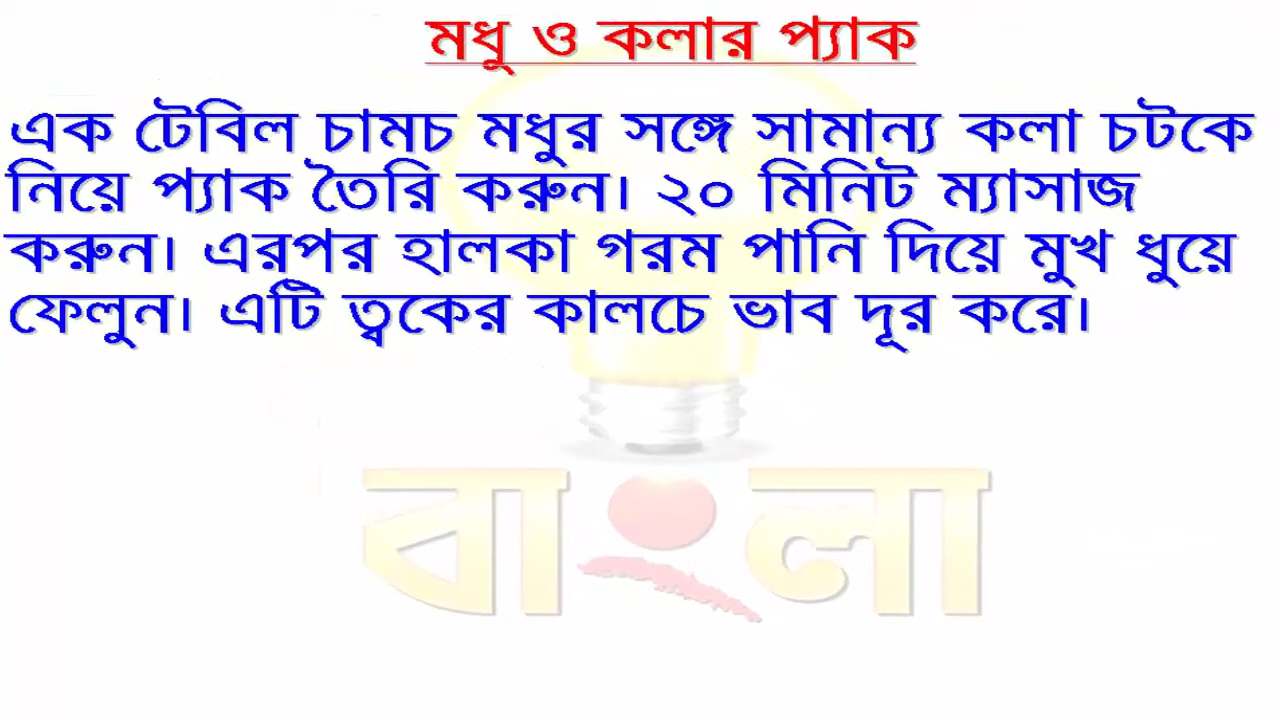 মধু ও কলার প্যাক
এক টেবিল চামচ মধুর সঙ্গে সামান্য কলা চটকে
নিয়ে প্যাক তৈরি করুন। ২০ মিনিট ম্যাসাজ
করুন। এরপর হালকা গরম পানি দিয়ে মুখ ধুয়ে
ফেলুন। এটি ত্বকের কালচে ভাব দূর করে।
বাংলা